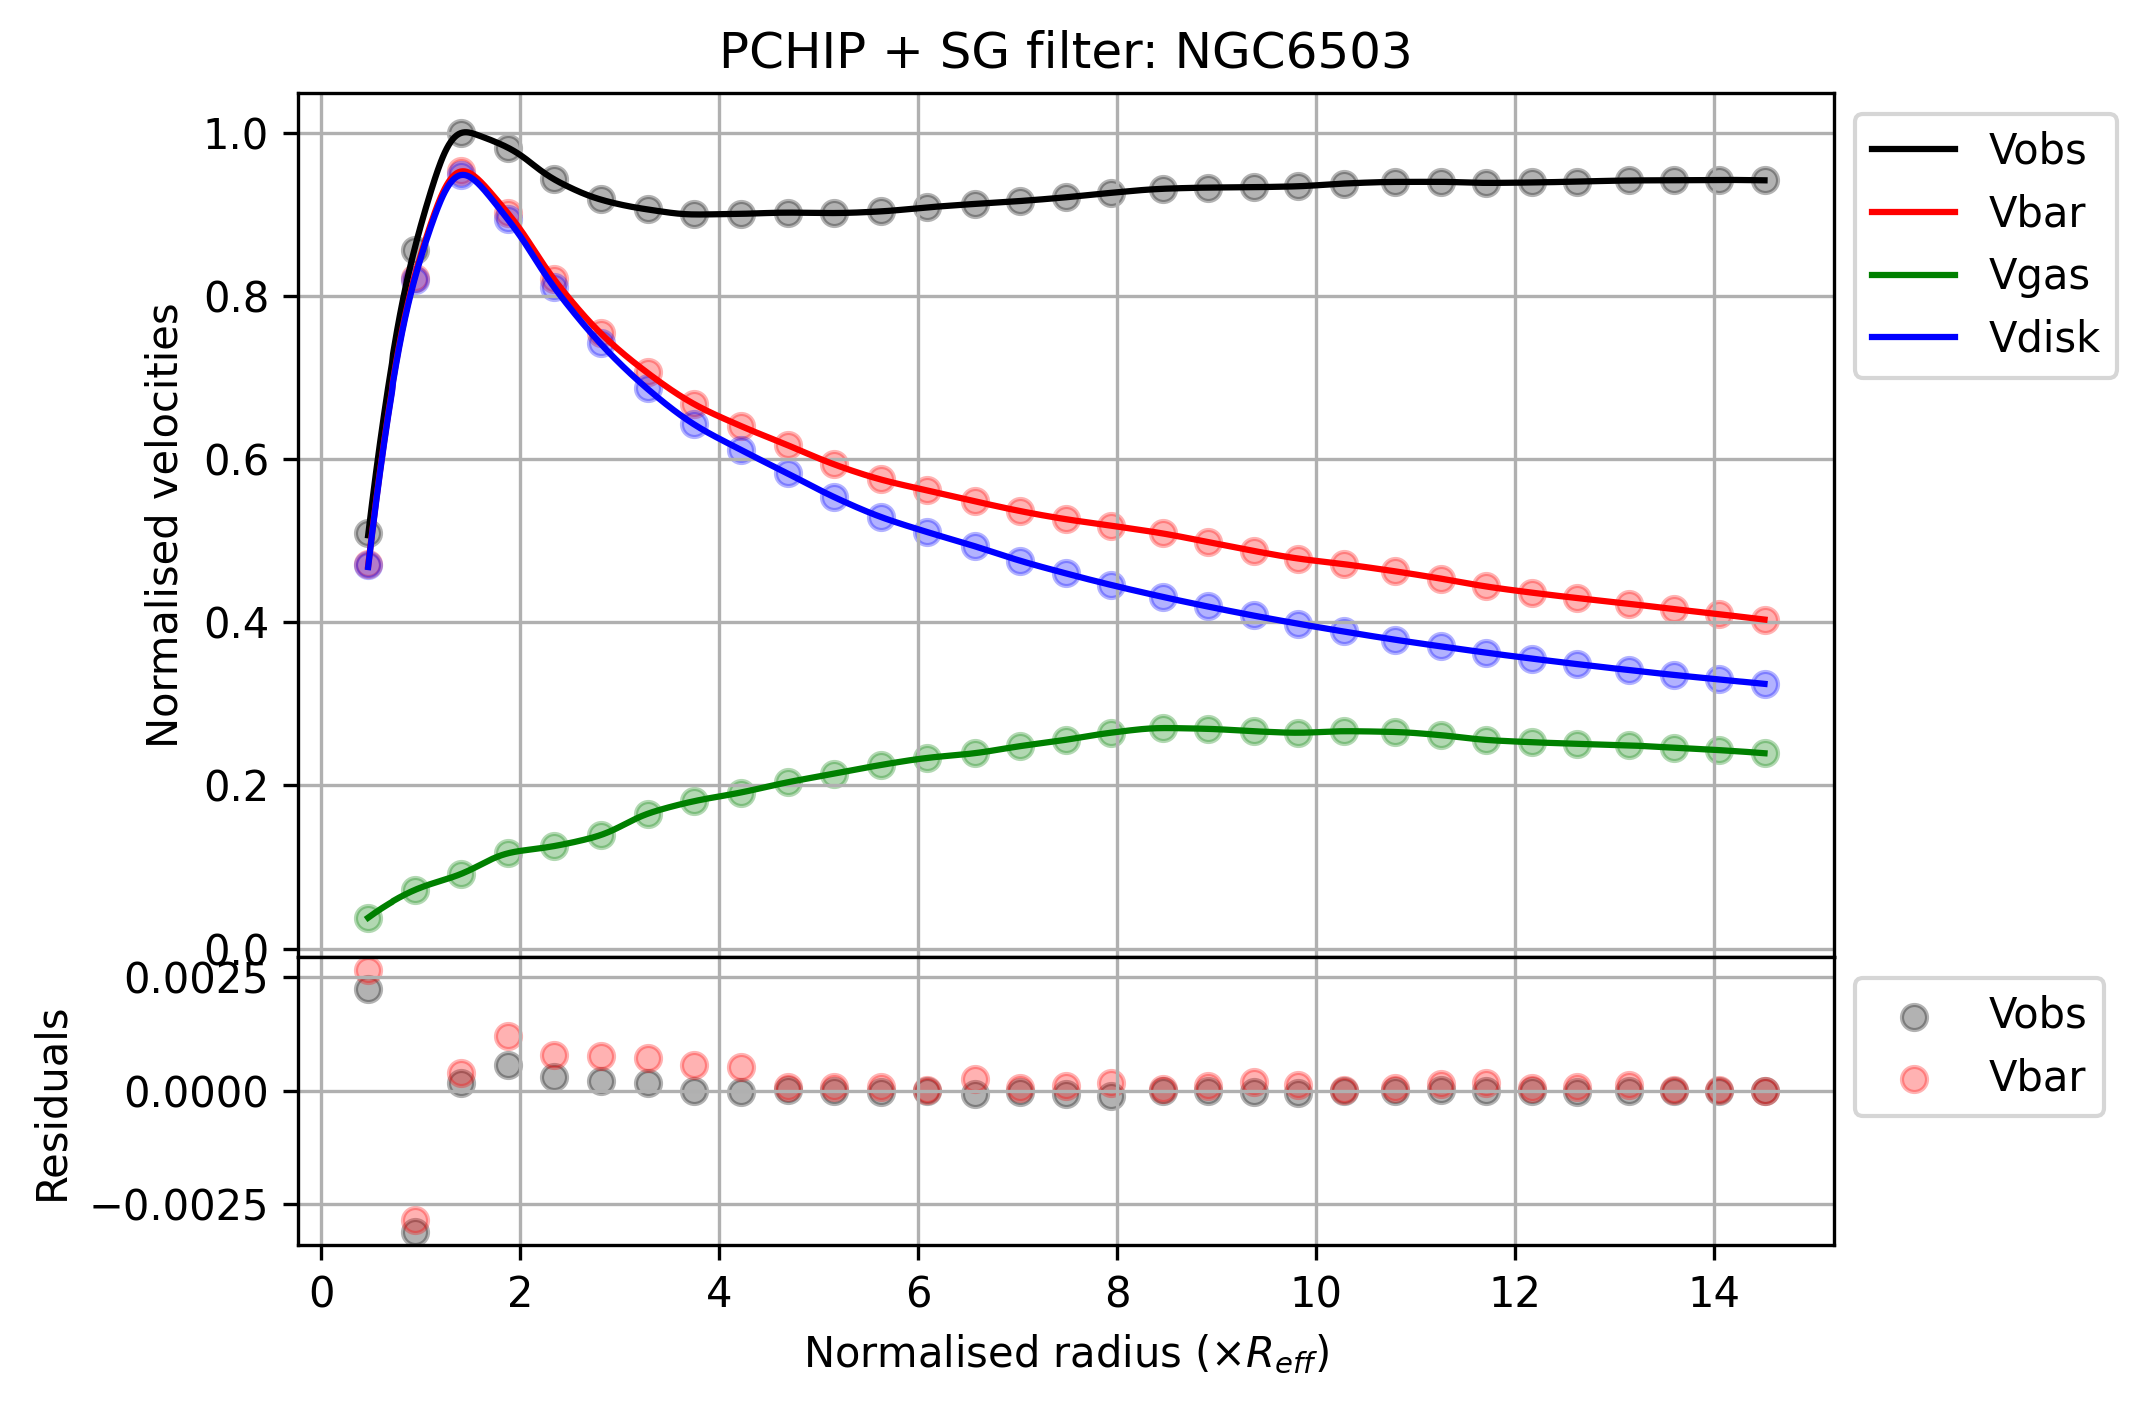 PCHIP + SG filter: NGC6503
Normalised velocities
1.0
0.8
0.6
0.4
0.2
0.0
Vobs
Vbar
Vgas
Vdisk
Residuals
0.0025
0.0000
−0.0025
Vobs
Vbar
0 2 4 6 8 10 12 14
Normalised radius (×R_{eff})